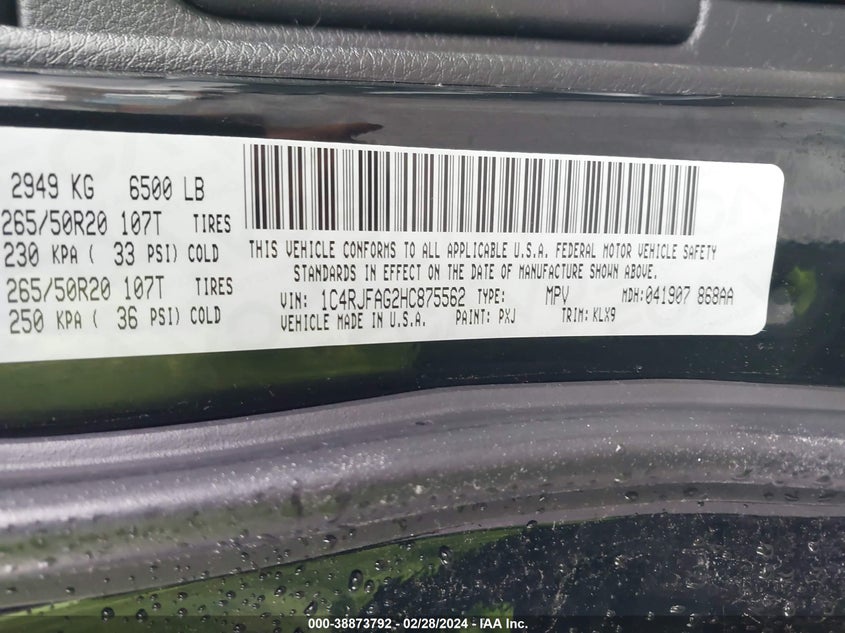 2949 KG 6500 LB
265/50R20 107T TIRES
230 KPA ( 33 PSI) COLD
265/50R20 107T TIRES
250 KPA ( 36 PSI) COLD
THIS VEHICLE CONFORMS TO ALL APPLICABLE U.S.A. FEDERAL MOTOR VEHICLE SAFETY
STANDARDS IN EFFECT ON THE DATE OF MANUFACTURE SHOWN ABOVE.
VIN: 1C4RJFAG2HC875562 TYPE: MPV MDH: 041907 868AA
VEHICLE MADE IN U.S.A. PAINT: PXJ TRIM: KLX9
000-38873792 - 02/28/2024 - IAA Inc.